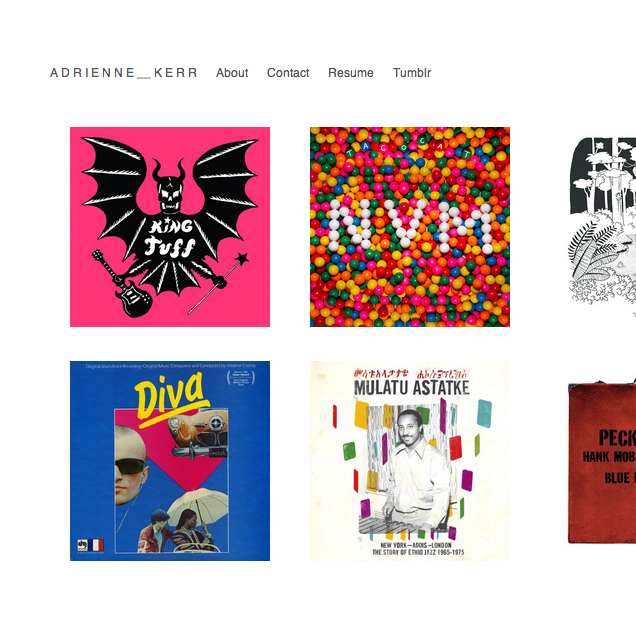 ADRIENNE__KERR About Contact Resume Tumblr
KING
TUFF
TACOCAT
NVM
Original Soundtrack Recording
Original Music Composed and Conducted by Vladimir Cosma
Diva
MULATU ASTATKE
NEW YORK–ADDIS–LONDON
THE STORY OF ETHIO JAZZ 1965-1975
PECK
HANK MOB
BLUE